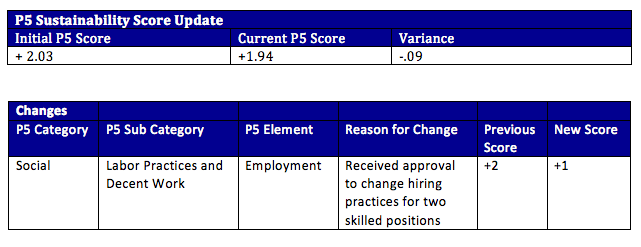 P5 Sustainability Score Update
Initial P5 Score Current P5 Score Variance
+ 2.03 +1.94 -.09
Changes
P5 Category P5 Sub Category P5 Element Reason for Change Previous Score New Score
Social Labor Practices and Decent Work Employment Received approval to change hiring practices for two skilled positions +2 +1